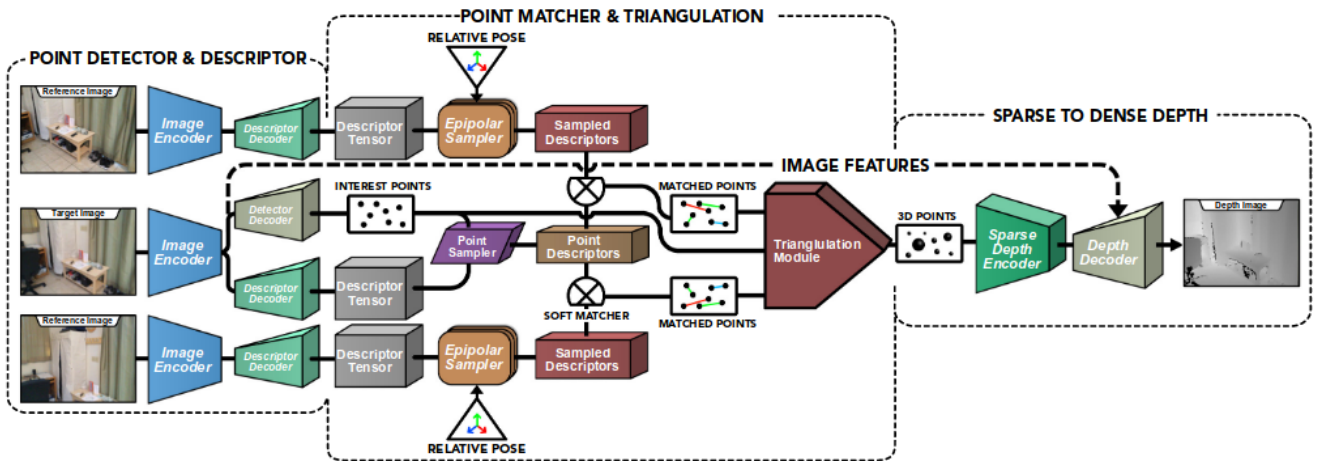 POINT MATCHER & TRIANGULATION
POINT DETECTOR & DESCRIPTOR
SPARSE TO DENSE DEPTH
RELATIVE POSE
Reference Image
Image
Encoder
Descriptor
Decoder
Descriptor
Tensor
Epipolar
Sampler
Sampled
Descriptors
IMAGE FEATURES
Target Image
Image
Encoder
Detector
Decoder
INTEREST POINTS
MATCHED POINTS
Point
Sampler
Point
Descriptors
Descriptor
Decoder
Descriptor
Tensor
SOFT MATCHER
MATCHED POINTS
Trianglulation
Module
3D POINTS
Sparse
Depth
Encoder
Depth
Decoder
Depth Image
Reference Image
Image
Encoder
Descriptor
Decoder
Descriptor
Tensor
Epipolar
Sampler
Sampled
Descriptors
RELATIVE POSE